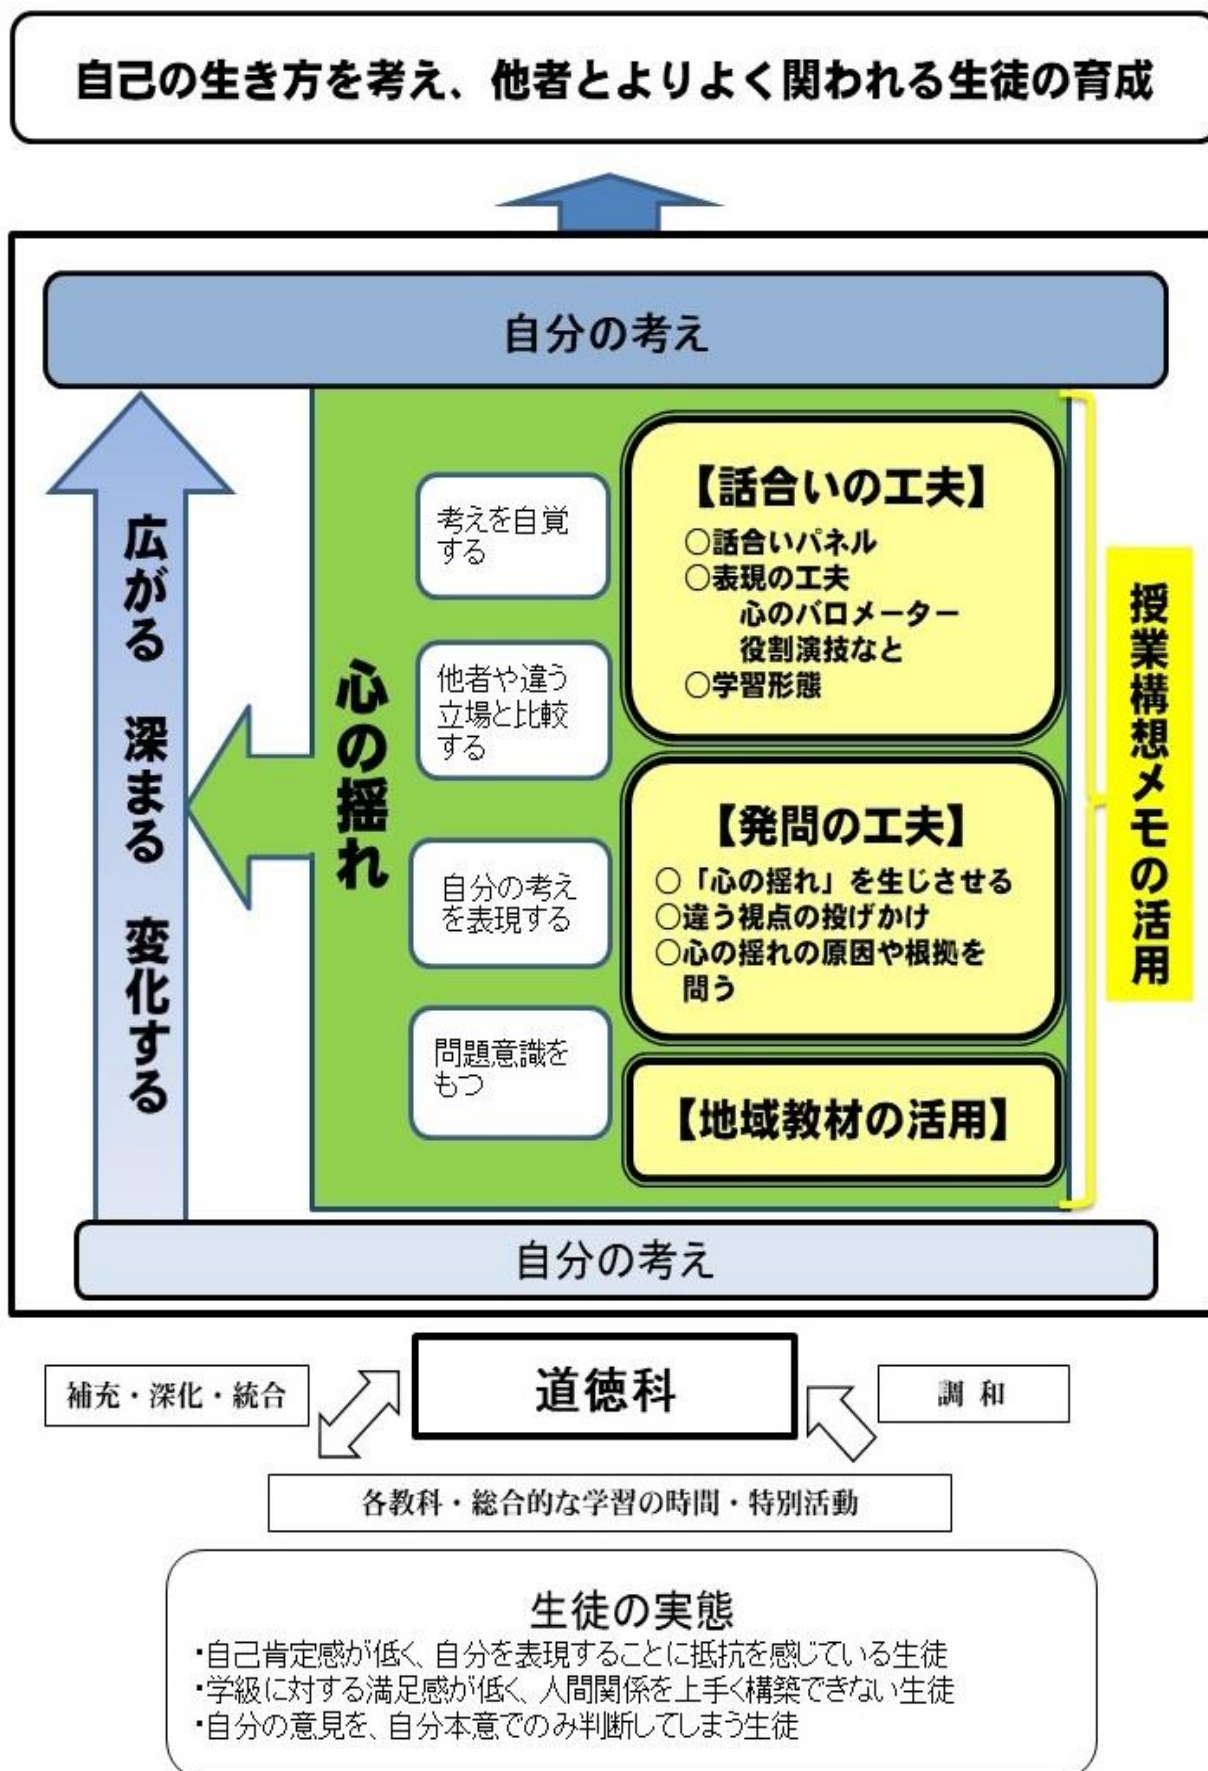 自己の生き方を考え、他者とよりよく関われる生徒の育成
自分の考え
広がる 深まる 変化する
心の揺れ
考えを自覚
する
他者や違う
立場と比較
する
自分の考え
を表現する
問題意識を
もつ
【話合いの工夫】
○話合いパネル
○表現の工夫
心のバロメーター
役割演技なと
○学習形態
【発問の工夫】
○「心の揺れ」を生じさせる
○違う視点の投げかけ
○心の揺れの原因や根拠を
問う
【地域教材の活用】
授業構想メモの活用
自分の考え
補充・深化・統合
道徳科
調 和
各教科・総合的な学習の時間・特別活動
生徒の実態
・自己肯定感が低く、自分を表現することに抵抗を感じている生徒
・学級に対する満足感が低く、人間関係を上手く構築できない生徒
・自分の意見を、自分本意でのみ判断してしまう生徒